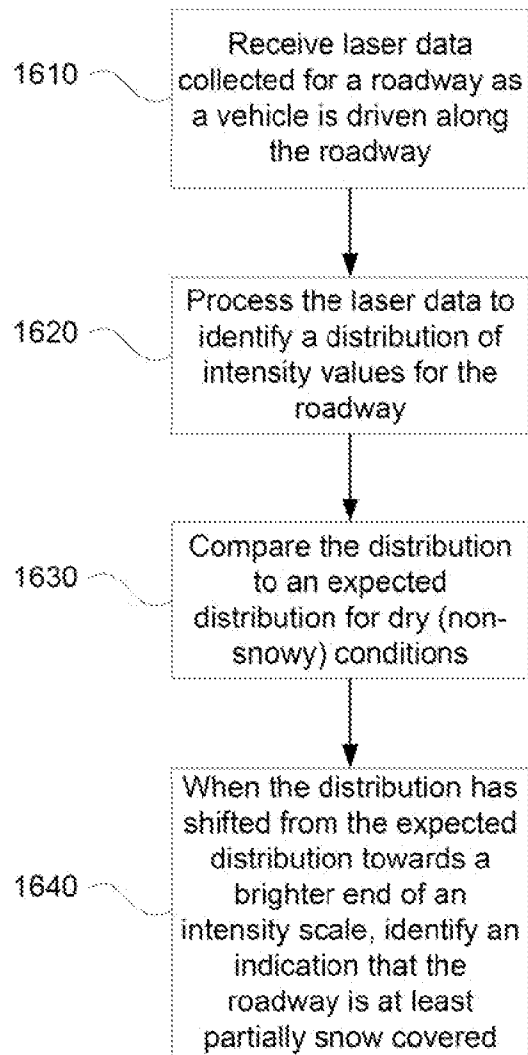 1610
Receive laser data
collected for a roadway as
a vehicle is driven along
the roadway
1620
Process the laser data to
identify a distribution of
intensity values for the
roadway
1630
Compare the distribution
to an expected
distribution for dry (non-
snowy) conditions
1640
When the distribution has
shifted from the expected
distribution towards a
brighter end of an
intensity scale, identify an
indication that the
roadway is at least
partially snow covered